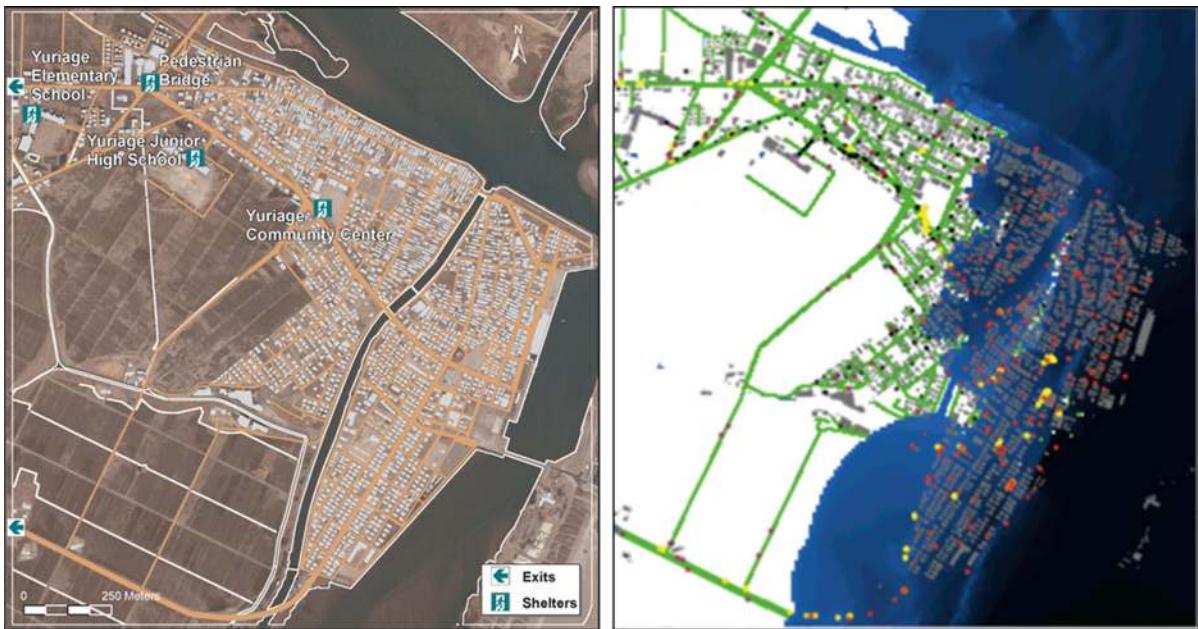 N
Yuriage
Elementary
School
Pedestrian
Bridge
Yuriage Junior
High School
Yuriage
Community Center
0 250 Meters
Exits
Shelters